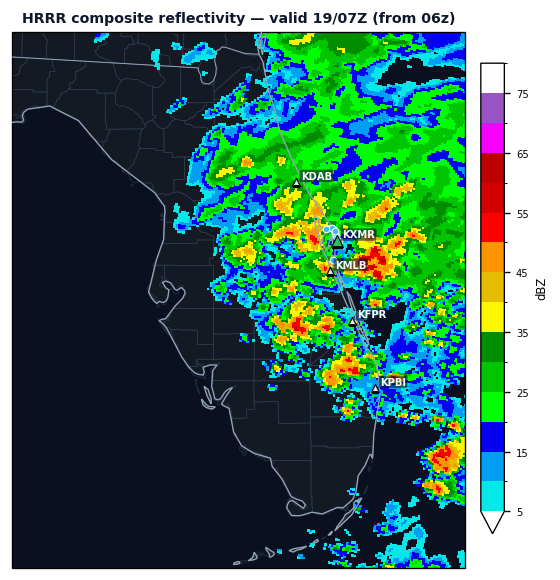 HRRR composite reflectivity — valid 19/07Z (from 06z)
KDAB
KXMR
KMLB
KFPR
KPBI
75
65
55
45
35
25
15
5
dBZ